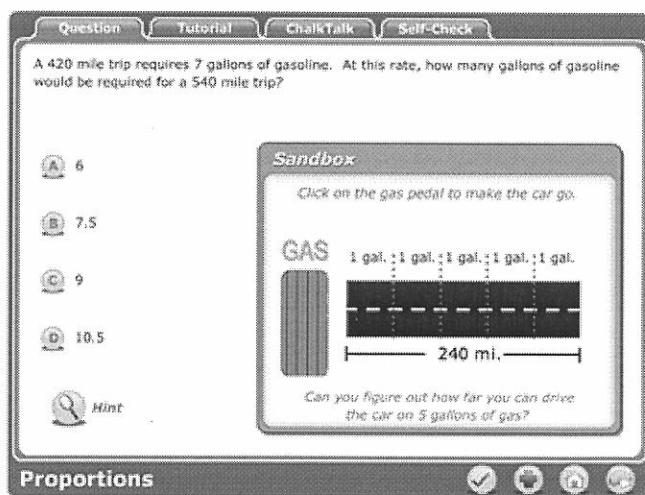 Question Tutorial ChalkTalk Self-Check
A 420 mile trip requires 7 gallons of gasoline. At this rate, how many gallons of gasoline
would be required for a 540 mile trip?
A 6
B 7.5
C 9
D 10.5
Hint
Sandbox
Click on the gas pedal to make the car go.
GAS
1 gal. 1 gal. 1 gal. 1 gal. 1 gal.
240 mi.
Can you figure out how far you can drive
the car on 5 gallons of gas?
Proportions